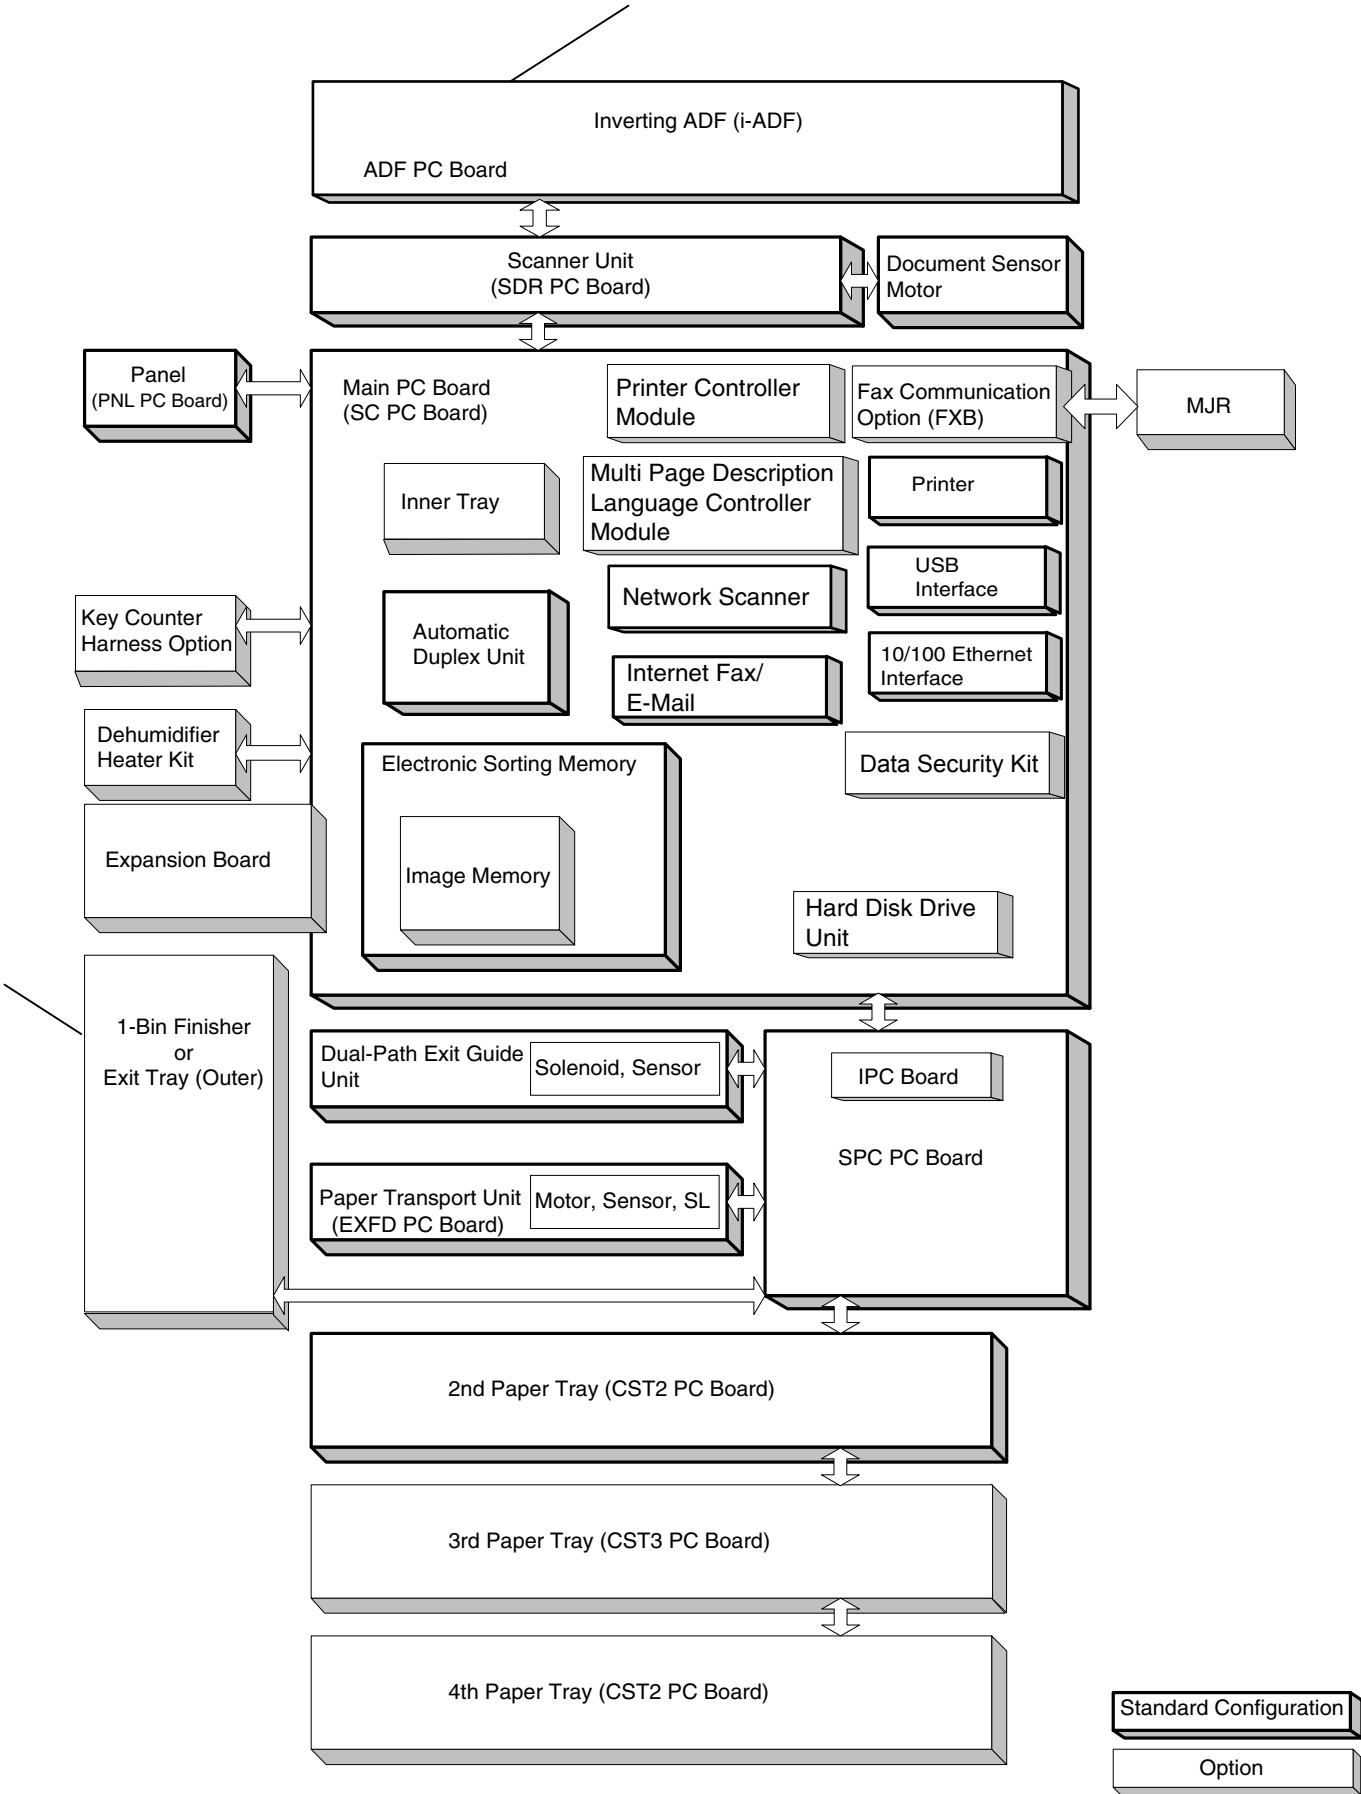 Inverting ADF (i-ADF)
ADF PC Board
Scanner Unit
(SDR PC Board)
Document Sensor
Motor
Panel
(PNL PC Board)
Main PC Board
(SC PC Board)
Printer Controller
Module
Fax Communication
Option (FXB)
MJR
Inner Tray
Multi Page Description
Language Controller
Module
Printer
USB
Interface
Network Scanner
Key Counter
Harness Option
Automatic
Duplex Unit
10/100 Ethernet
Interface
Internet Fax/
E-Mail
Dehumidifier
Heater Kit
Electronic Sorting Memory
Data Security Kit
Expansion Board
Image Memory
Hard Disk Drive
Unit
1-Bin Finisher
or
Exit Tray (Outer)
Dual-Path Exit Guide
Unit
Solenoid, Sensor
IPC Board
SPC PC Board
Paper Transport Unit
(EXFD PC Board)
Motor, Sensor, SL
2nd Paper Tray (CST2 PC Board)
3rd Paper Tray (CST3 PC Board)
4th Paper Tray (CST2 PC Board)
Standard Configuration
Option